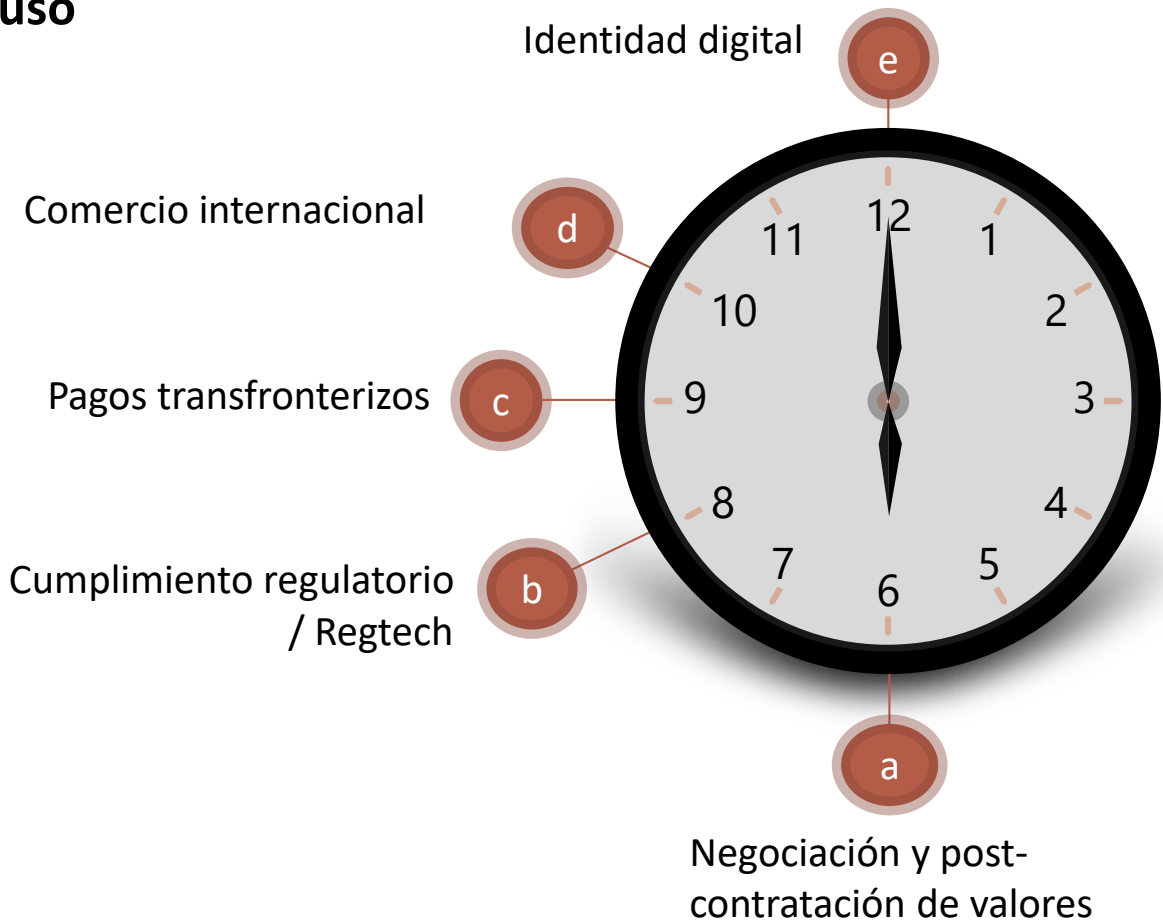 uso
Identidad digital
e
Comercio internacional
d
Pagos transfronterizos
c
Cumplimiento regulatorio
/ Regtech
b
12
1
2
3
4
5
6
7
8
9
10
11
a
Negociación y post-
contratación de valores